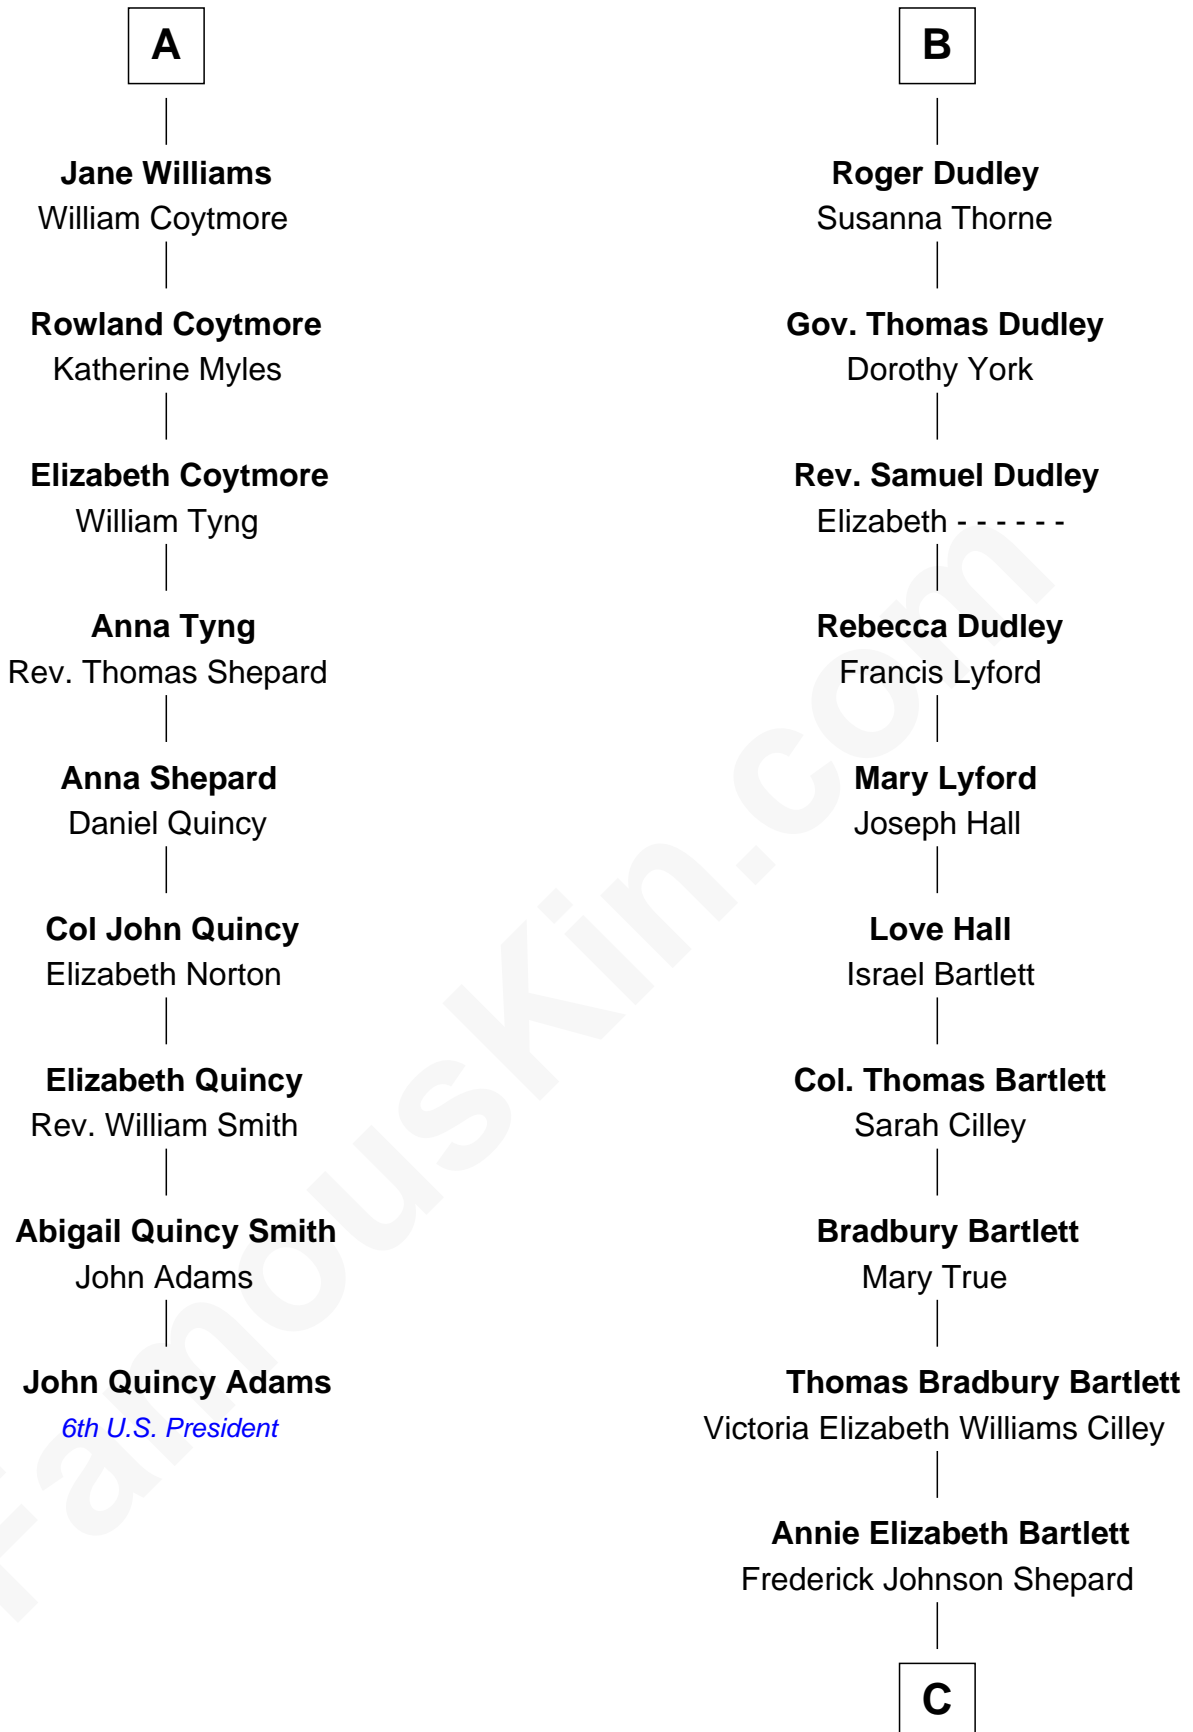 A
Jane Williams
William Coytmore
Rowland Coytmore
Katherine Myles
Elizabeth Coytmore
William Tyng
Anna Tyng
Rev. Thomas Shepard
Anna Shepard
Daniel Quincy
Col John Quincy
Elizabeth Norton
Elizabeth Quincy
Rev. William Smith
Abigail Quincy Smith
John Adams
John Quincy Adams
6th U.S. President
B
Roger Dudley
Susanna Thorne
Gov. Thomas Dudley
Dorothy York
Rev. Samuel Dudley
Elizabeth - - - - - -
Rebecca Dudley
Francis Lyford
Mary Lyford
Joseph Hall
Love Hall
Israel Bartlett
Col. Thomas Bartlett
Sarah Cilley
Bradbury Bartlett
Mary True
Thomas Bradbury Bartlett
Victoria Elizabeth Williams Cilley
Annie Elizabeth Bartlett
Frederick Johnson Shepard
C
FamousKin.com